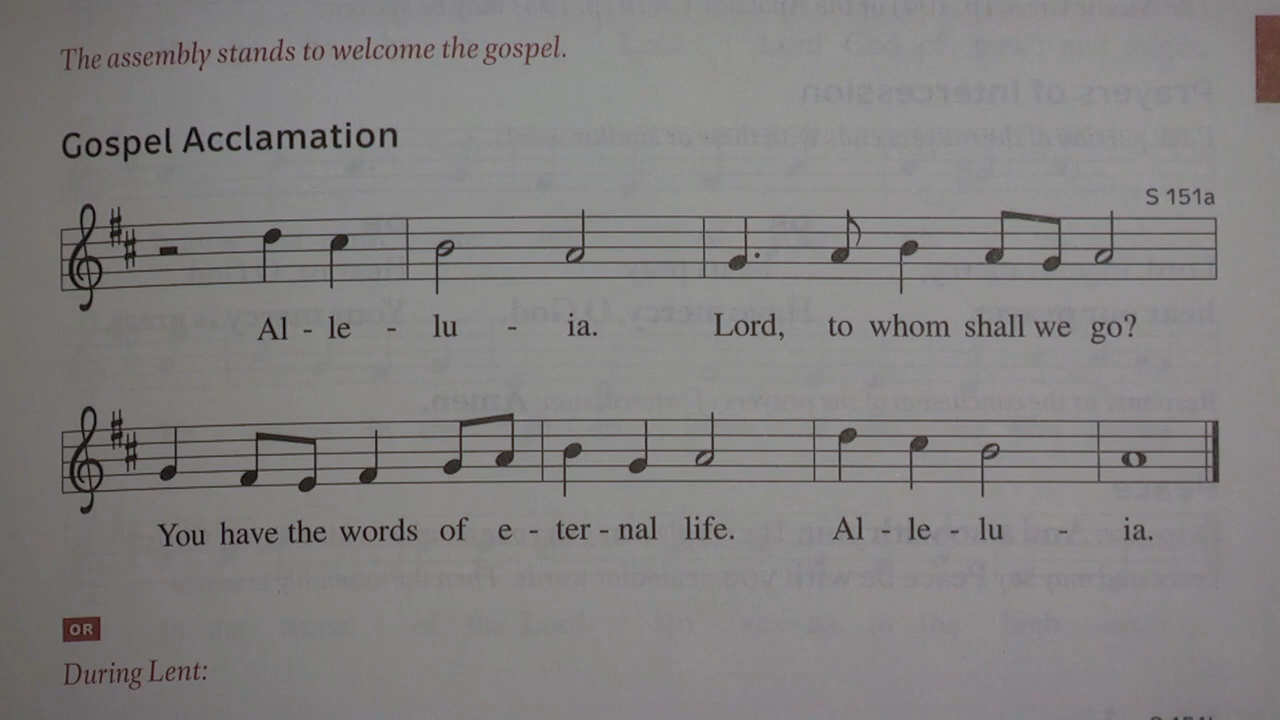 The assembly stands to welcome the gospel.
Gospel Acclamation
S 151a
Al - le - lu - ia. Lord, to whom shall we go?
You have the words of e - ter - nal life. Al - le - lu ia.
OR
During Lent: